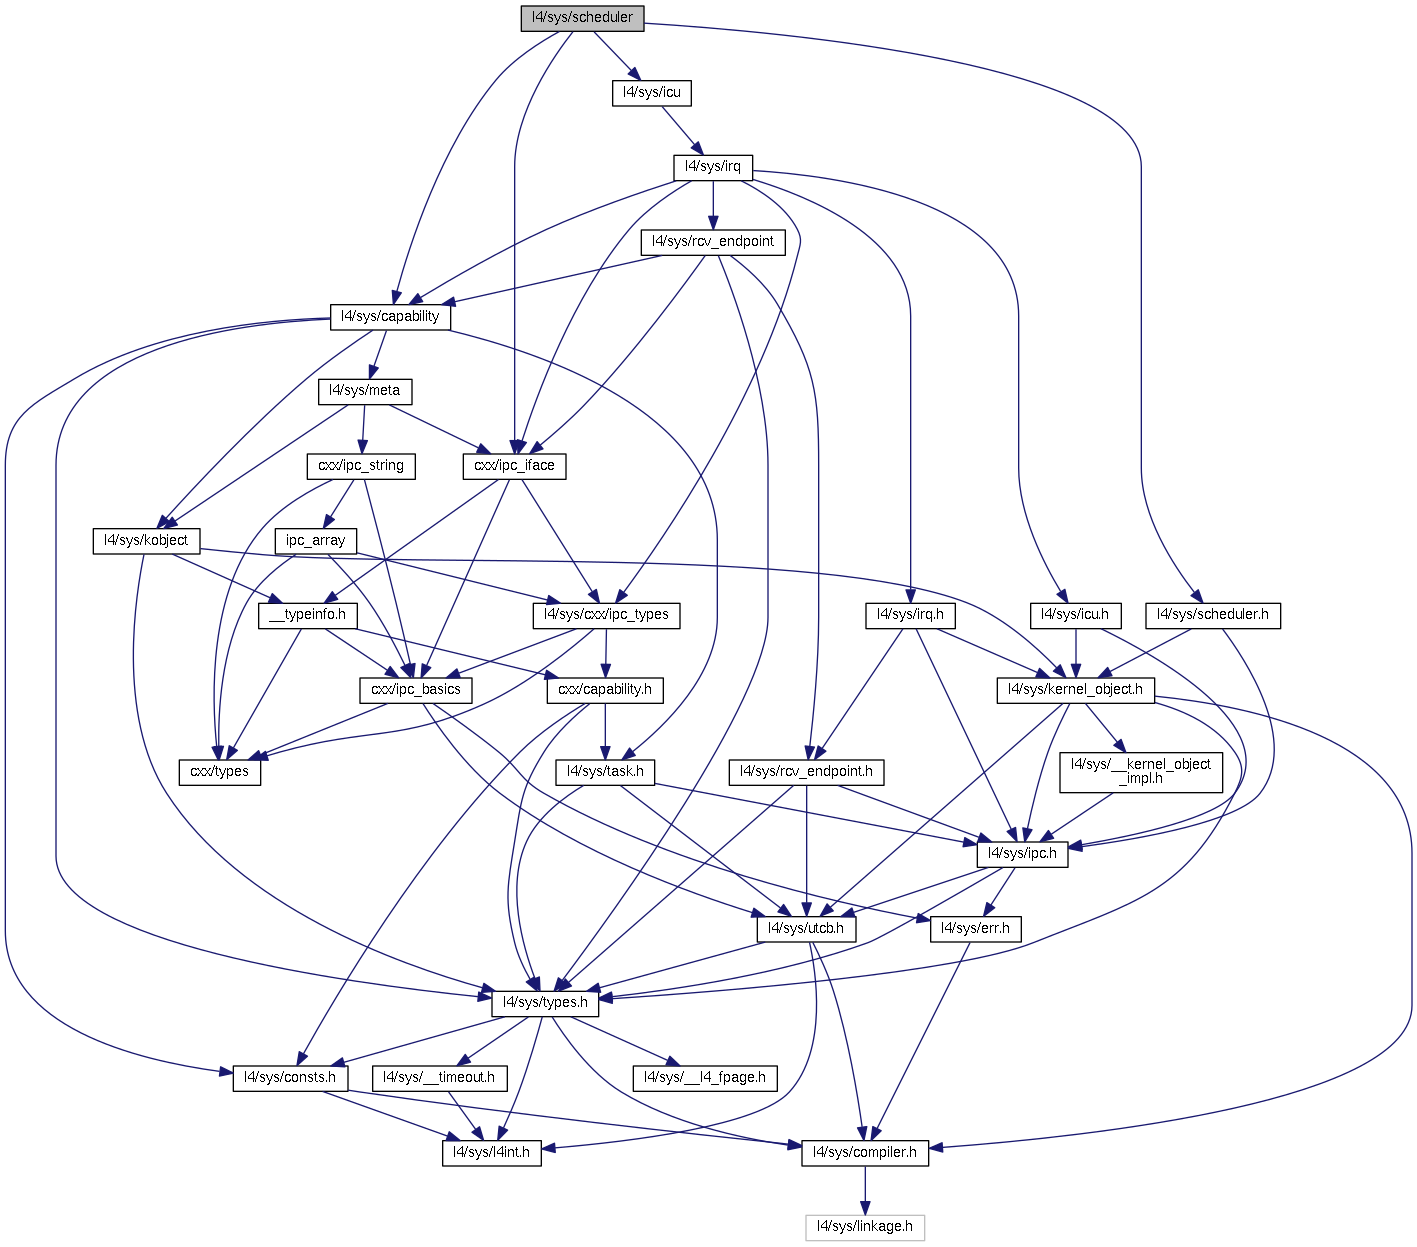 l4/sys/scheduler
l4/sys/icu
l4/sys/irq
l4/sys/rcv_endpoint
l4/sys/capability
l4/sys/meta
cxx/ipc_string
cxx/ipc_iface
l4/sys/kobject
ipc_array
__typeinfo.h
l4/sys/cxx/ipc_types
l4/sys/irq.h
l4/sys/icu.h
l4/sys/scheduler.h
cxx/ipc_basics
cxx/capability.h
l4/sys/kernel_object.h
cxx/types
l4/sys/task.h
l4/sys/rcv_endpoint.h
l4/sys/__kernel_object
_impl.h
l4/sys/ipc.h
l4/sys/utcb.h
l4/sys/err.h
l4/sys/types.h
l4/sys/consts.h
l4/sys/__timeout.h
l4/sys/__l4_fpage.h
l4/sys/l4int.h
l4/sys/compiler.h
l4/sys/linkage.h